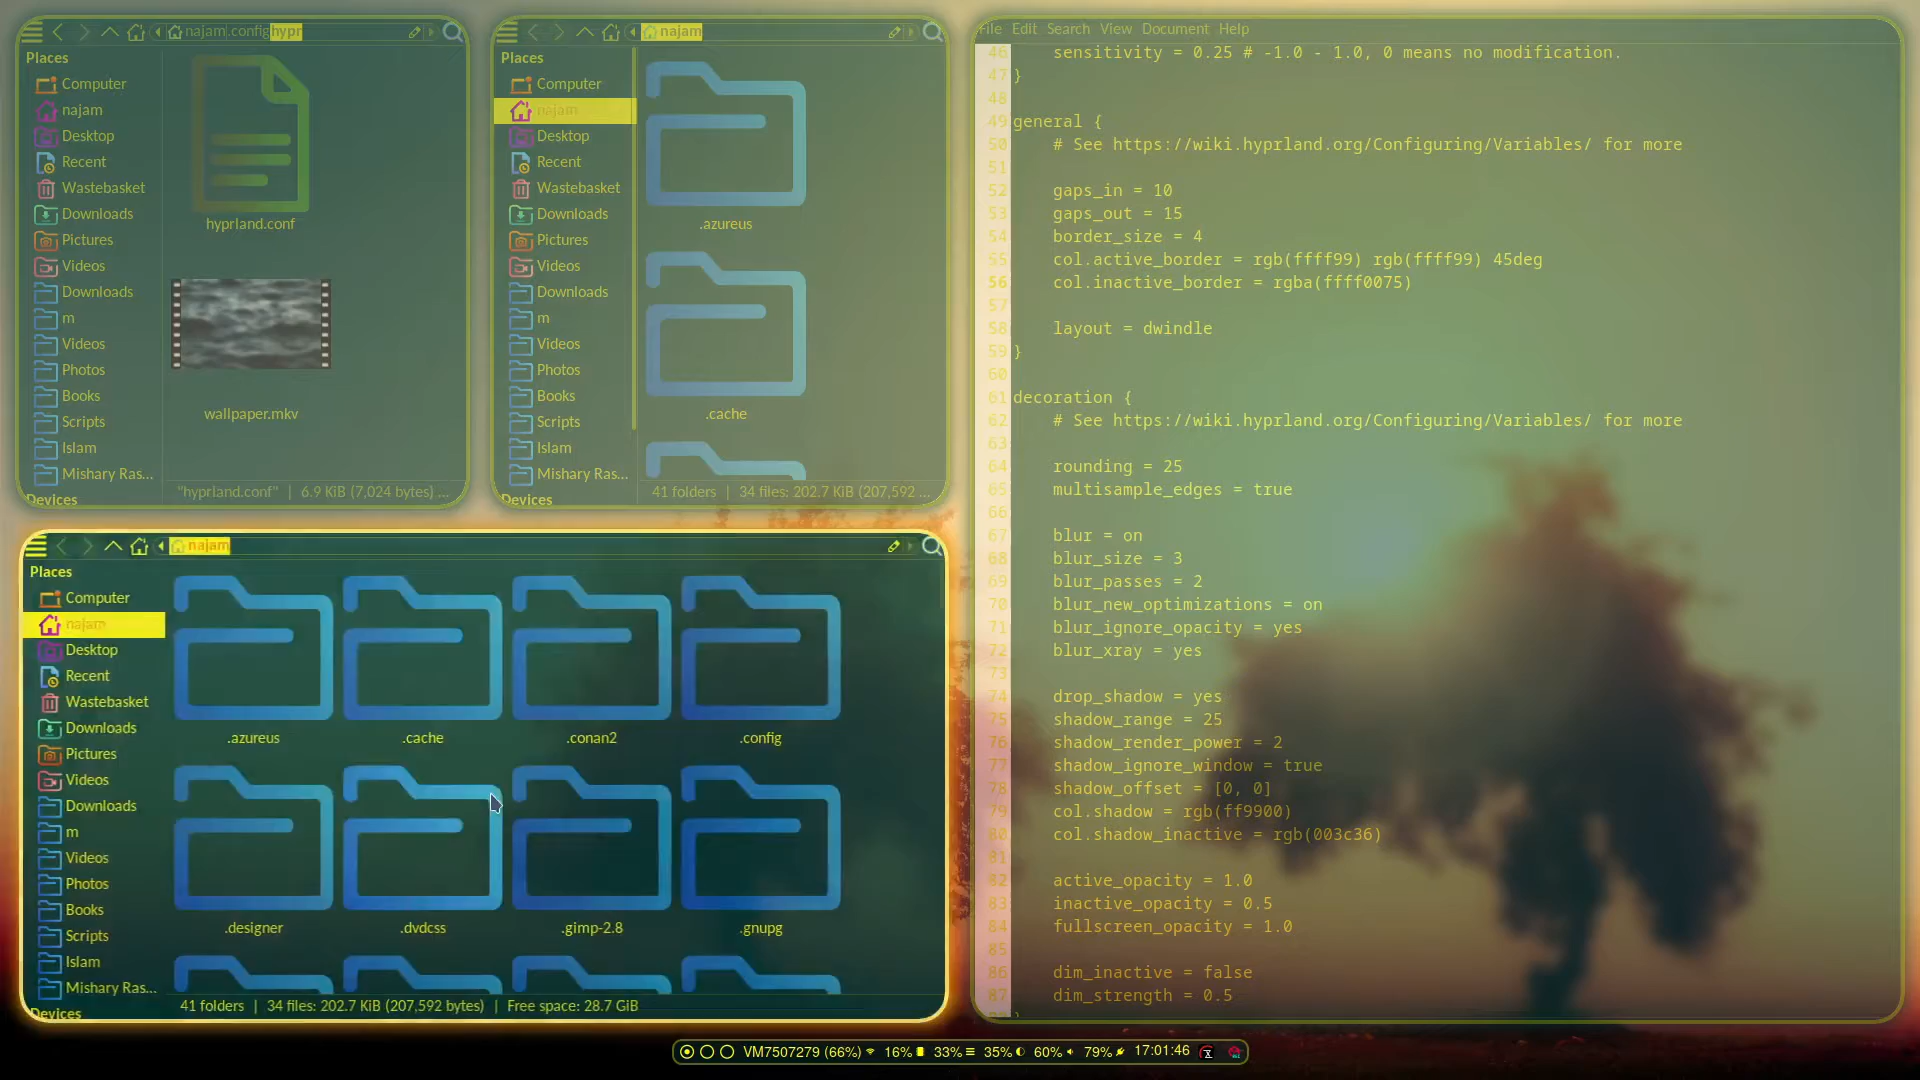 najam .config hypr
Places
Computer
najam
Desktop
Recent
Wastebasket
Downloads
Pictures
Videos
Downloads
m
Videos
Photos
Books
Scripts
Islam
Mishary Ras...
Devices
hyprland.conf
wallpaper.mkv
"hyprland.conf" | 6.9 KiB (7,024 bytes) ...
najam
Places
Computer
najam
Desktop
Recent
Wastebasket
Downloads
Pictures
Videos
Downloads
m
Videos
Photos
Books
Scripts
Islam
Mishary Ras...
Devices
.azureus
.cache
41 folders | 34 files: 202.7 KiB (207,592 ...
File Edit Search View Document Help
46 sensitivity = 0.25 # -1.0 - 1.0, 0 means no modification.
47 }
48
49 general {
50 # See https://wiki.hyprland.org/Configuring/Variables/ for more
51
52 gaps_in = 10
53 gaps_out = 15
54 border_size = 4
55 col.active_border = rgb(ffff99) rgb(ffff99) 45deg
56 col.inactive_border = rgba(ffff0075)
57
58 layout = dwindle
59 }
60
61 decoration {
62 # See https://wiki.hyprland.org/Configuring/Variables/ for more
63
64 rounding = 25
65 multisample_edges = true
66
67 blur = on
68 blur_size = 3
69 blur_passes = 2
70 blur_new_optimizations = on
71 blur_ignore_opacity = yes
72 blur_xray = yes
73
74 drop_shadow = yes
75 shadow_range = 25
76 shadow_render_power = 2
77 shadow_ignore_window = true
78 shadow_offset = [0, 0]
79 col.shadow = rgb(ff9900)
80 col.shadow_inactive = rgb(003c36)
81
82 active_opacity = 1.0
83 inactive_opacity = 0.5
84 fullscreen_opacity = 1.0
85
86 dim_inactive = false
87 dim_strength = 0.5
najam
Places
Computer
najam
Desktop
Recent
Wastebasket
Downloads
Pictures
Videos
Downloads
m
Videos
Photos
Books
Scripts
Islam
Mishary Ras...
Devices
.azureus .cache .conan2 .config
.designer .dvdcss .gimp-2.8 .gnupg
41 folders | 34 files: 202.7 KiB (207,592 bytes) | Free space: 28.7 GiB
VM7507279 (66%) 16% 33% 35% 60% 79% 17:01:46